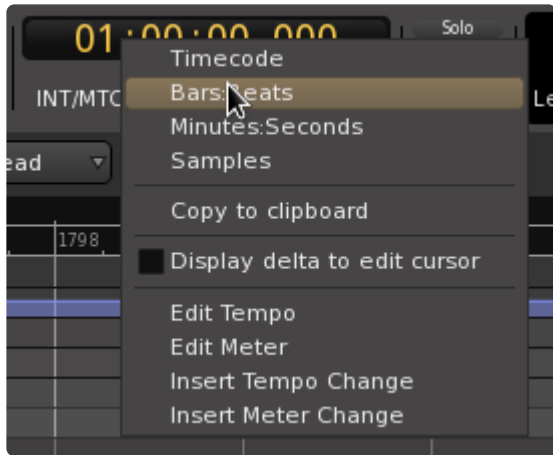 Solo
Timecode
INT/MTC
Bars:Beats
Le
Minutes:Seconds
ead
Samples
Copy to clipboard
1798
Display delta to edit cursor
Edit Tempo
Edit Meter
Insert Tempo Change
Insert Meter Change